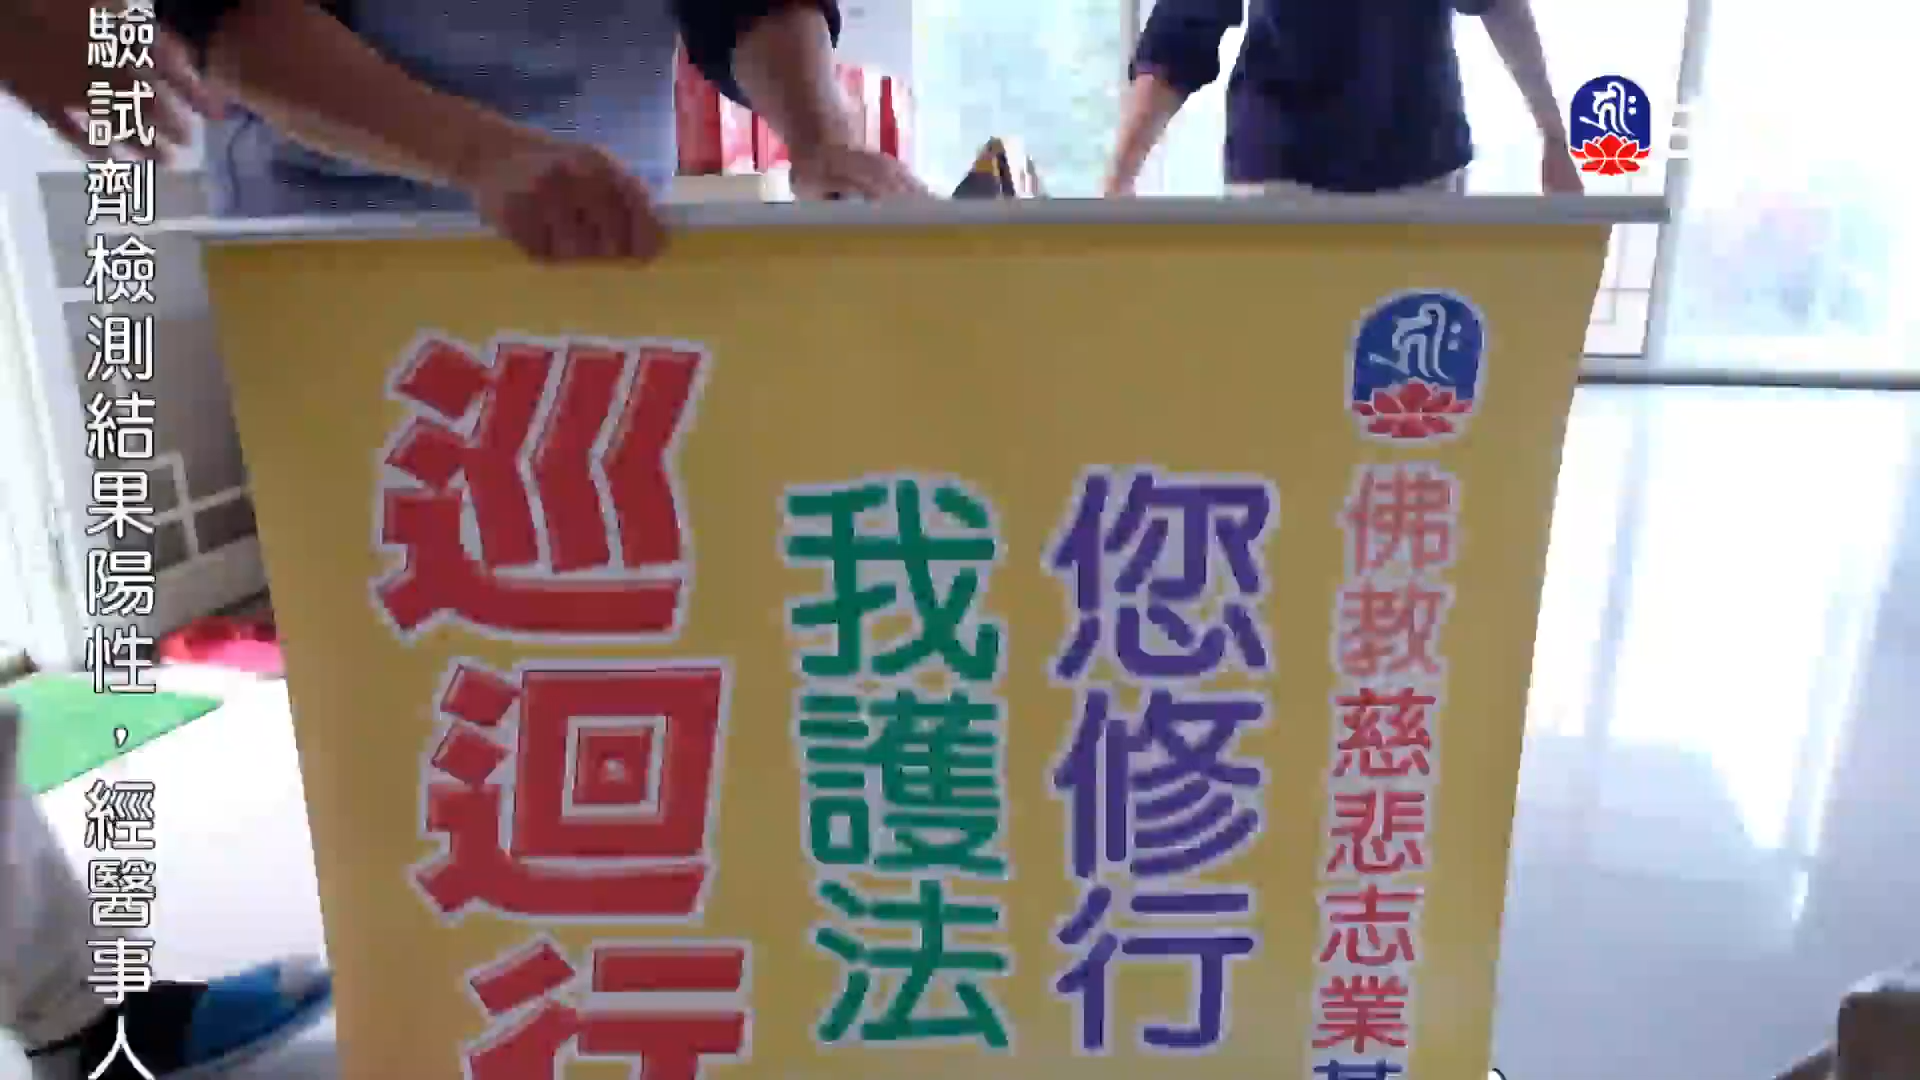 驗試劑檢測結果陽性，經醫事人
佛教慈悲志業基
您修行
我護法
巡迴行